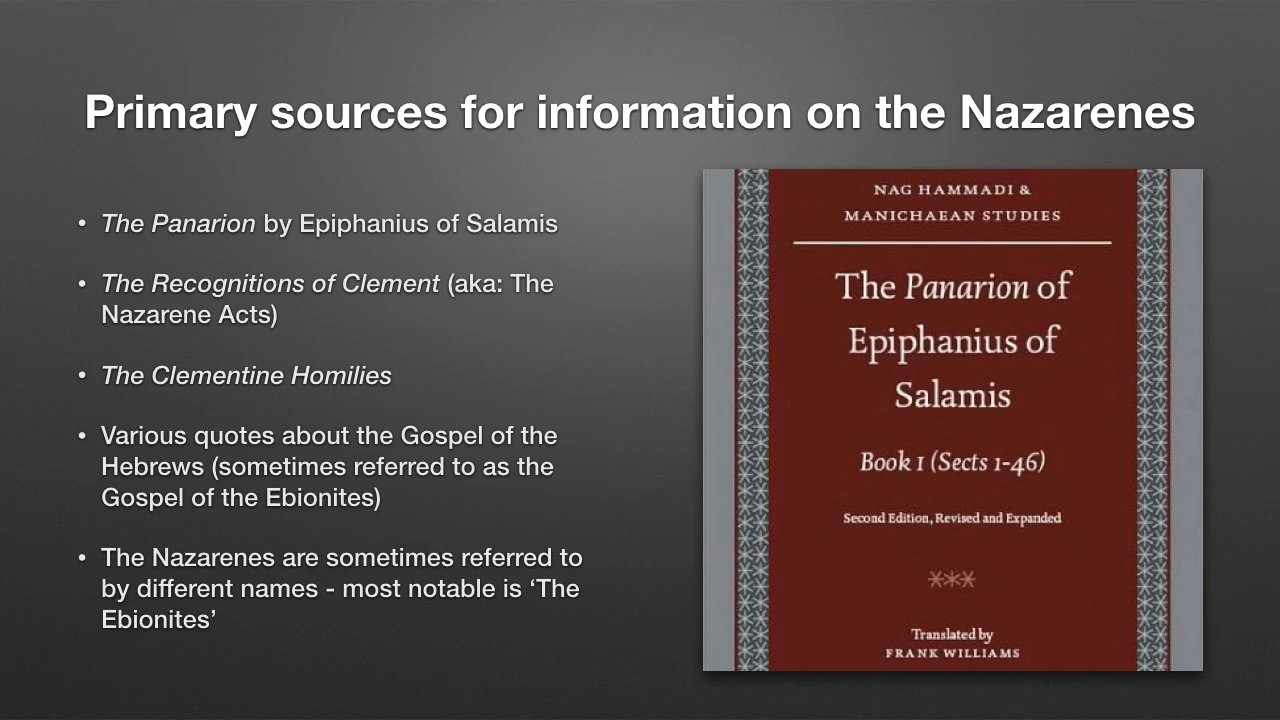 Primary sources for information on the Nazarenes
• The Panarion by Epiphanius of Salamis
• The Recognitions of Clement (aka: The
Nazarene Acts)
• The Clementine Homilies
• Various quotes about the Gospel of the
Hebrews (sometimes referred to as the
Gospel of the Ebionites)
• The Nazarenes are sometimes referred to
by different names - most notable is ‘The
Ebionites’
NAG HAMMADI &
MANICHAEAN STUDIES
The Panarion of
Epiphanius of
Salamis
Book I (Sects 1-46)
Second Edition, Revised and Expanded
Translated by
FRANK WILLIAMS